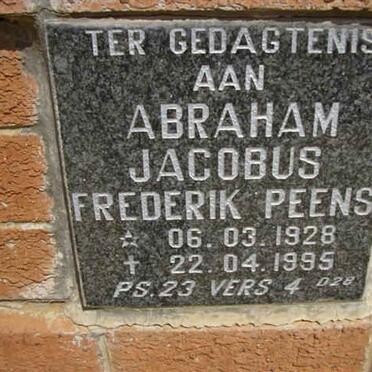 TER GEDAGTENIS
AAN
ABRAHAM
JACOBUS
FREDERIK PEENS
☆ 06.03.1928
✝ 22.04.1995
PS.23 VERS 4 D28